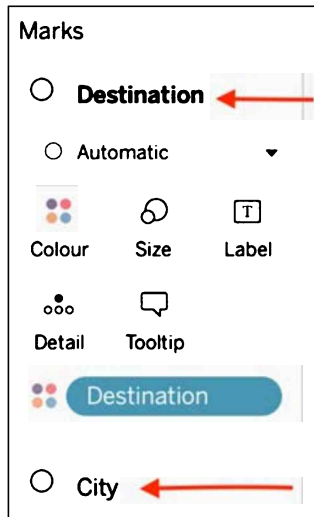 Marks
Destination
Automatic
Colour Size Label
T
Detail Tooltip
Destination
City